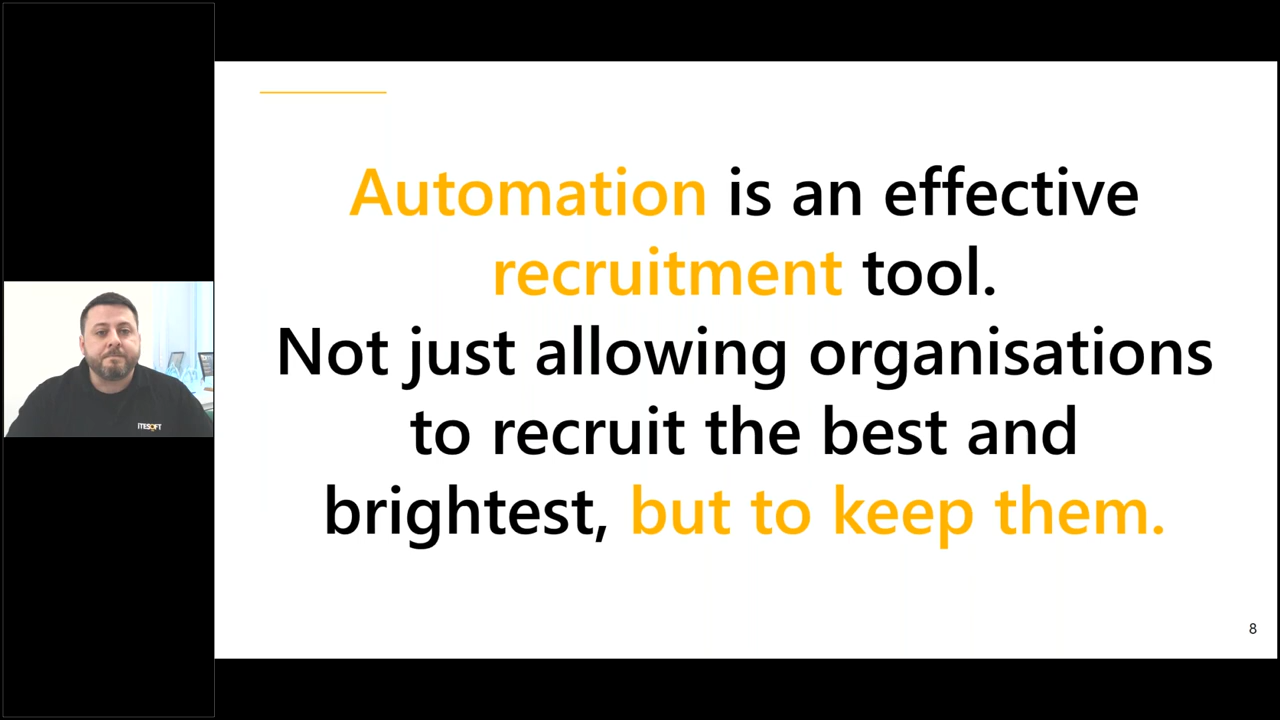 Automation is an effective
recruitment tool.
Not just allowing organisations
to recruit the best and
brightest, but to keep them.
8
ITESOFT